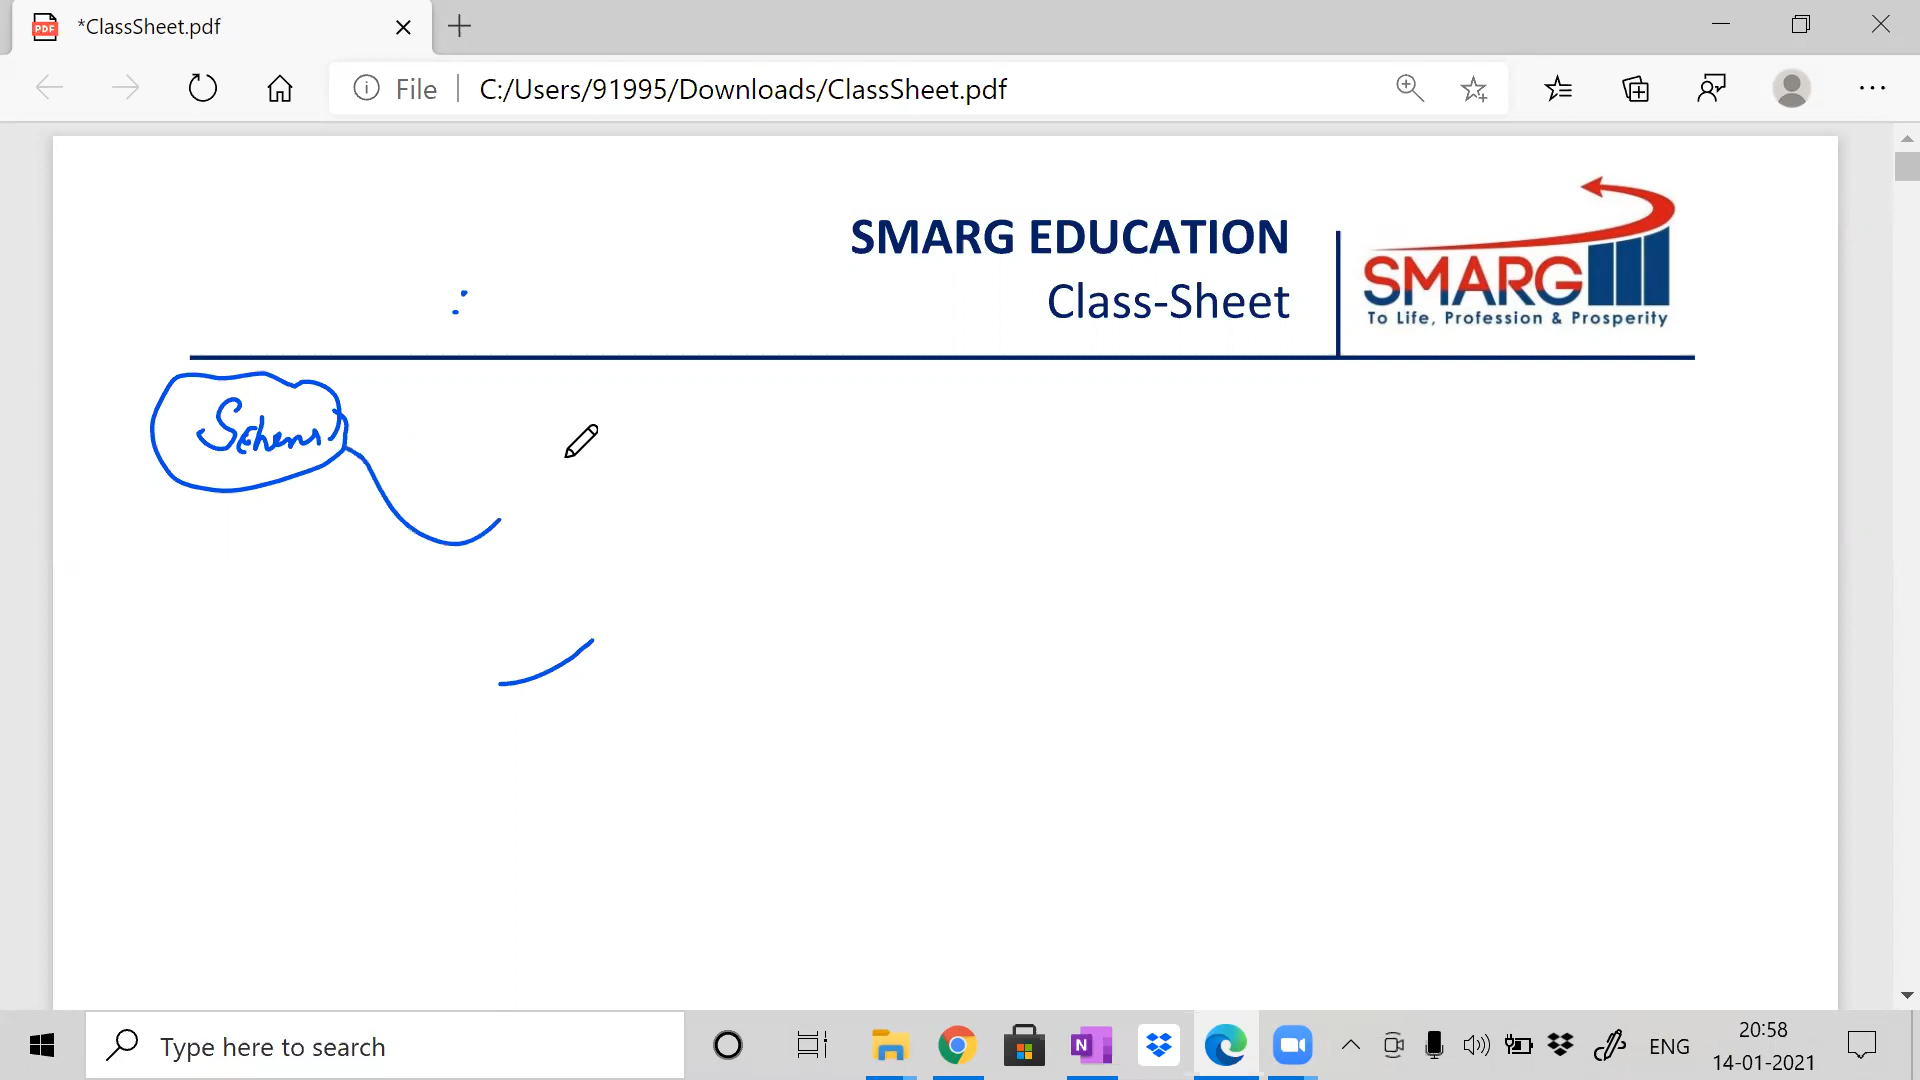 *ClassSheet.pdf
File C:/Users/91995/Downloads/ClassSheet.pdf
SMARG EDUCATION
Class-Sheet
SMARG
To Life, Profession & Prosperity
Type here to search
ENG
20:58
14-01-2021